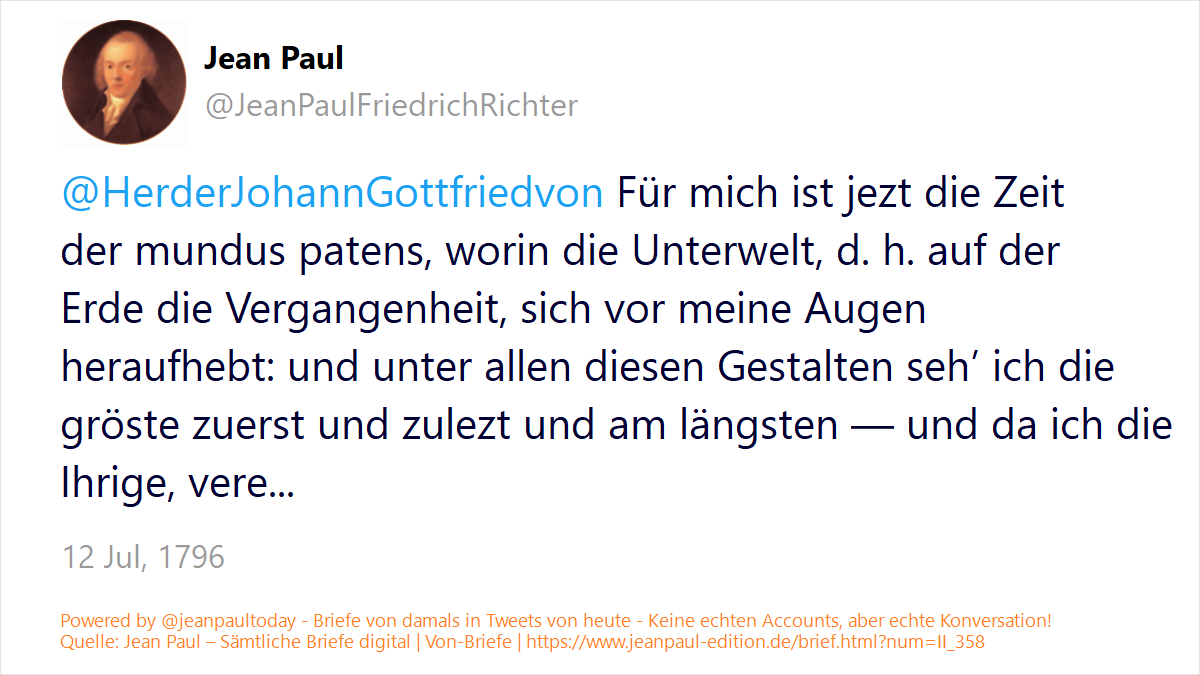 Jean Paul
@JeanPaulFriedrichRichter
@HerderJohannGottfriedvon Für mich ist jezt die Zeit
der mundus patens, worin die Unterwelt, d. h. auf der
Erde die Vergangenheit, sich vor meine Augen
heraufhebt: und unter allen diesen Gestalten seh’ ich die
gröste zuerst und zulezt und am längsten — und da ich die
Ihrige, vere...
12 Jul, 1796
Powered by @jeanpaultoday - Briefe von damals in Tweets von heute - Keine echten Accounts, aber echte Konversation!
Quelle: Jean Paul – Sämtliche Briefe digital | Von-Briefe | https://www.jeanpaul-edition.de/brief.html?num=II_358